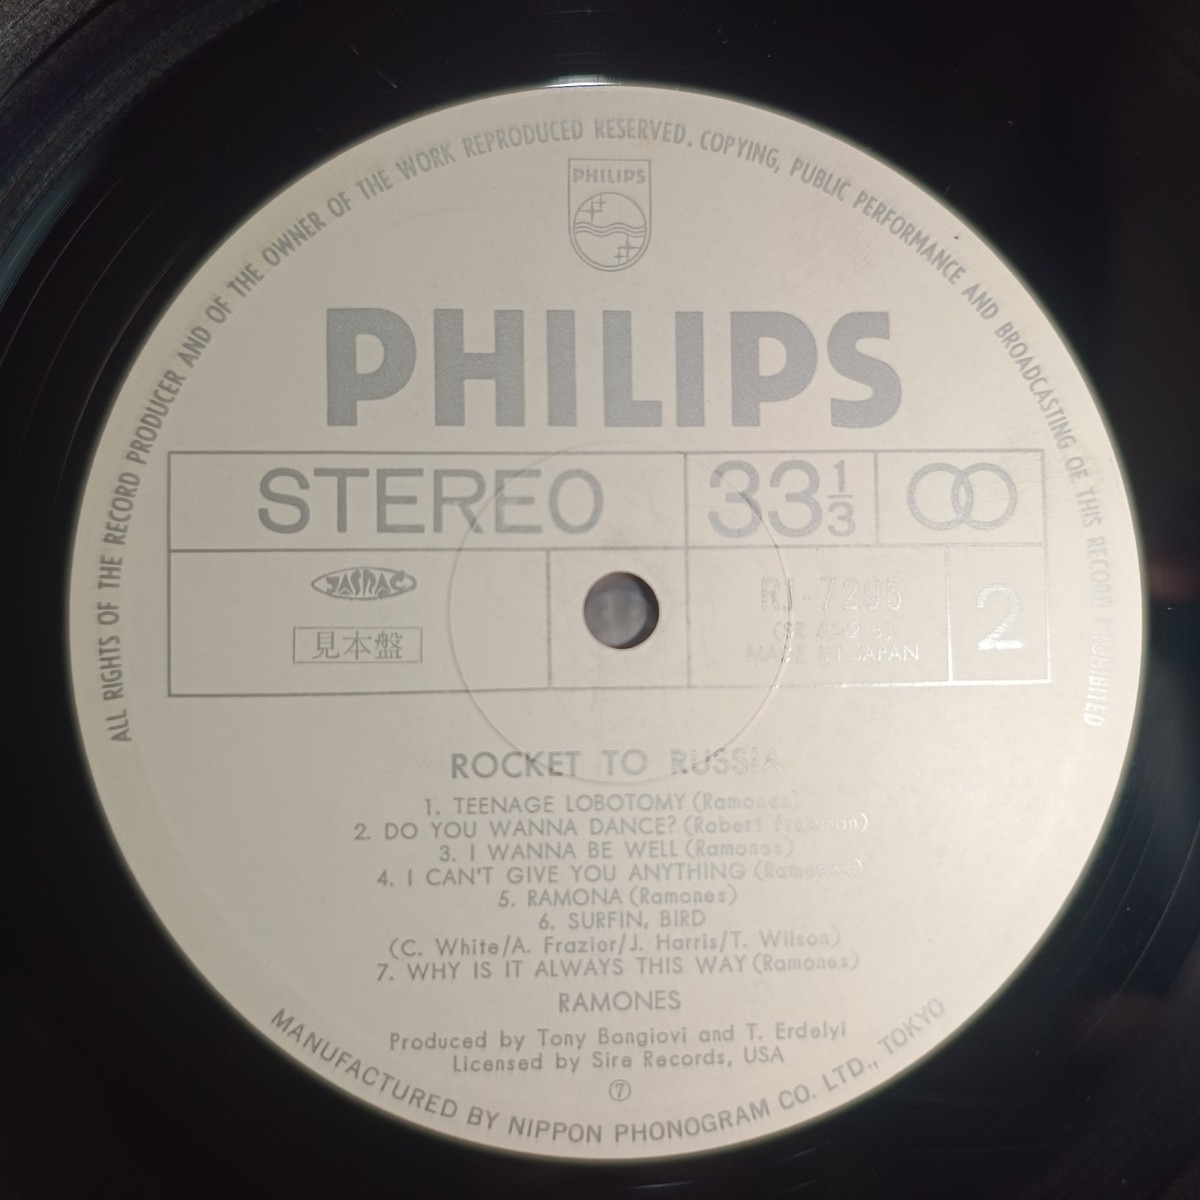 ALL RIGHTS OF THE RECORD PRODUCER AND OF THE OWNER OF THE WORK REPRODUCED RESERVED. COPYING, PUBLIC PERFORMANCE AND BROADCASTING OF THIS RECORD PROHIBITED
PHILIPS
PHILIPS
STEREO 33 1/3
JASRAC
見本盤
RJ-7295
MADE IN JAPAN
2
ROCKET TO RUSSIA
1. TEENAGE LOBOTOMY (Ramones)
2. DO YOU WANNA DANCE? (Robert freeman)
3. I WANNA BE WELL (Ramones)
4. I CAN'T GIVE YOU ANYTHING (Ramones)
5. RAMONA (Ramones)
6. SURFIN, BIRD
(C. White/A. Frazior/J. Harris/T. Wilson)
7. WHY IS IT ALWAYS THIS WAY (Ramones)
RAMONES
Produced by Tony Bongiovi and T. Erdelyi
Licensed by Sire Records, USA
⑦
MANUFACTURED BY NIPPON PHONOGRAM CO. LTD., TOKYO